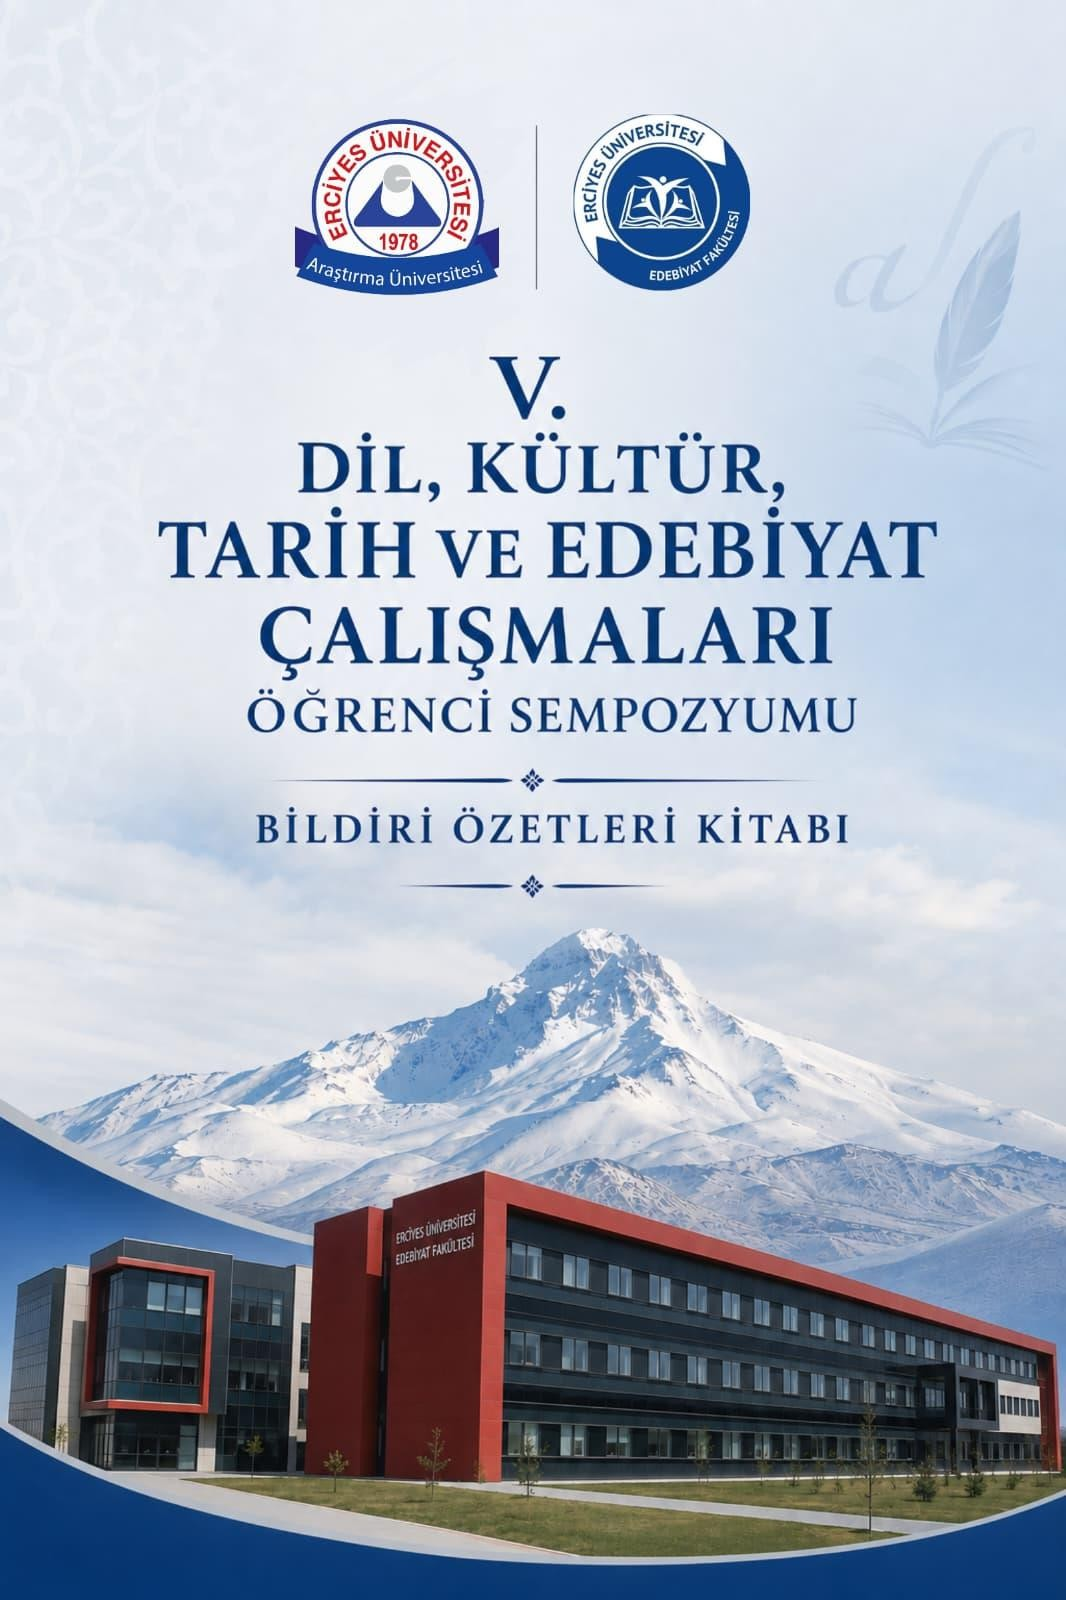 ERCİYES ÜNİVERSİTESİ
1978
Araştırma Üniversitesi
ERCİYES ÜNİVERSİTESİ
EDEBİYAT FAKÜLTESİ
V.
DİL, KÜLTÜR,
TARİH VE EDEBİYAT
ÇALIŞMALARI
ÖĞRENCİ SEMPOZYUMU
BİLDİRİ ÖZETLERİ KİTABI
ERCİYES ÜNİVERSİTESİ
EDEBİYAT FAKÜLTESİ